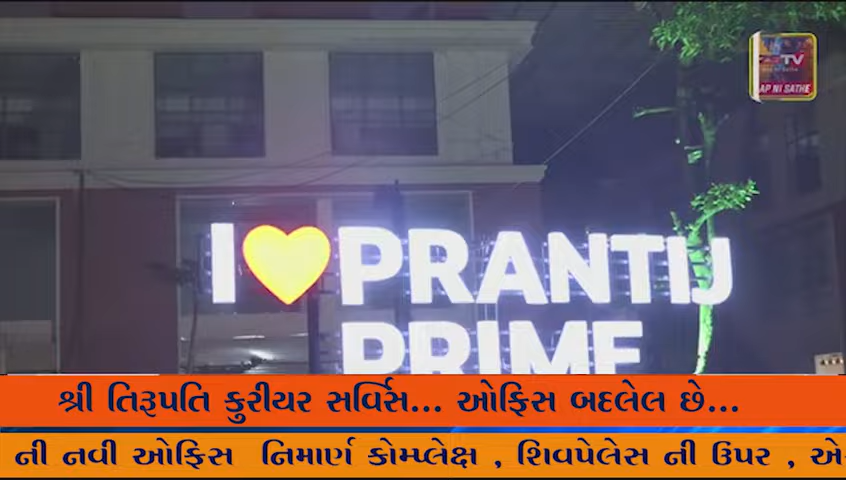 TV
AP NI SATHE
I PRANTIJ
PRIME
શ્રી તિરૂપતિ કુરીયર સર્વિસ... ઓફિસ બદલેલ છે...
ની નવી ઓફિસ નિમાર્ણ કોમ્પ્લેક્ષ , શિવપેલેસ ની ઉપર ,